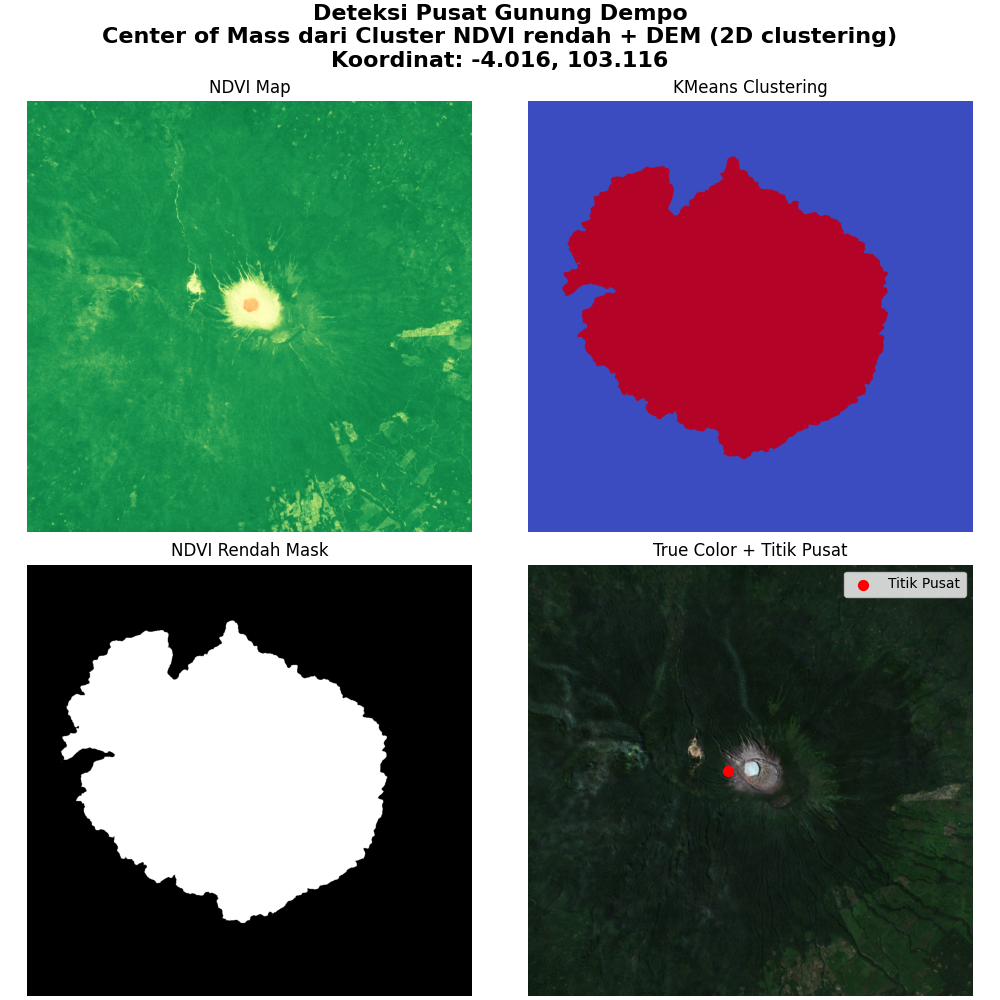 Deteksi Pusat Gunung Dempo
Center of Mass dari Cluster NDVI rendah + DEM (2D clustering)
Koordinat: -4.016, 103.116
NDVI Map
KMeans Clustering
NDVI Rendah Mask
True Color + Titik Pusat
Titik Pusat